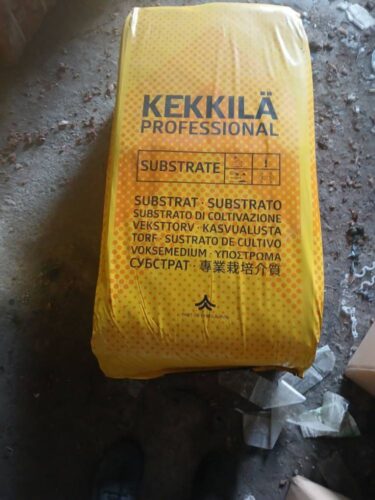 KEKKILÄ
PROFESSIONAL
SUBSTRATE
SUBSTRAT · SUBSTRATO
SUBSTRATO DI COLTIVAZIONE
VEKSTTORV · KASVUALUSTA
TORF · SUSTRATO DE CULTIVO
VOKSEMEDIUM · ΥΠΟΣΤΡΩΜΑ
СУБСТРАТ · 專業栽培介質